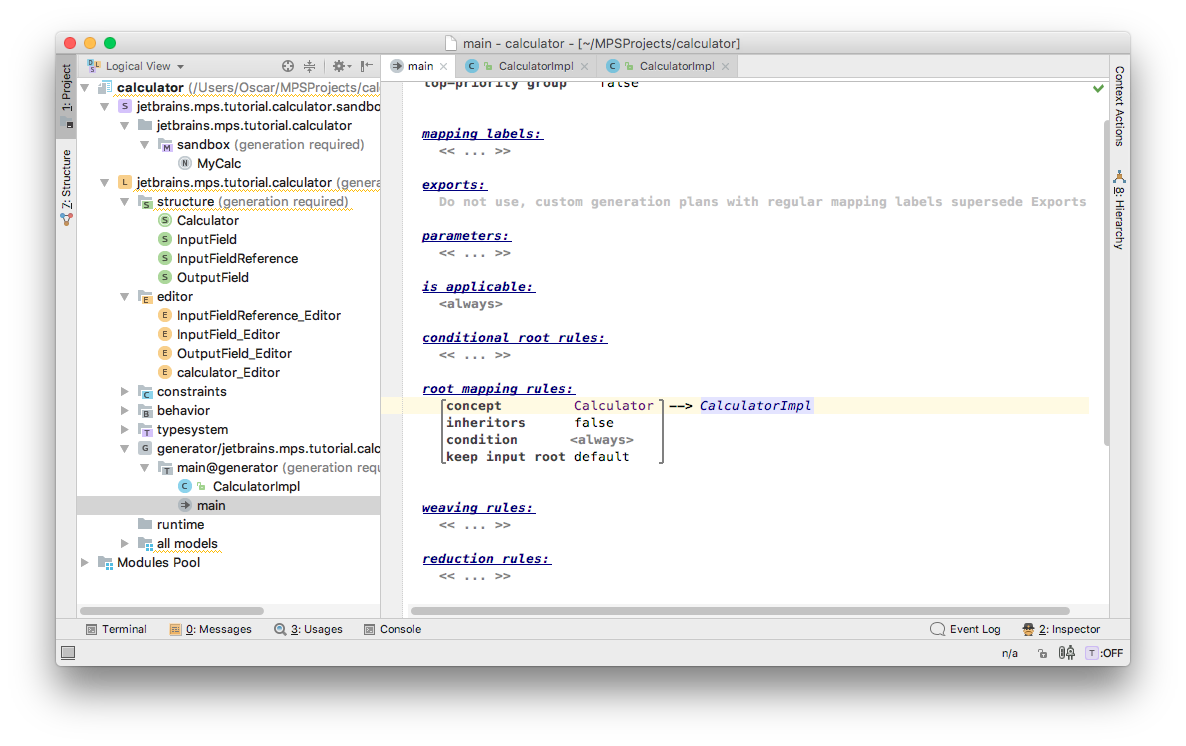 main - calculator - [~/MPSProjects/calculator]
1: Project
Z: Structure
Logical View
calculator (/Users/Oscar/MPSProjects/cal
jetbrains.mps.tutorial.calculator.sandbo
jetbrains.mps.tutorial.calculator
sandbox (generation required)
MyCalc
jetbrains.mps.tutorial.calculator (genera
structure (generation required)
Calculator
InputField
InputFieldReference
OutputField
editor
InputFieldReference_Editor
InputField_Editor
OutputField_Editor
calculator_Editor
constraints
behavior
typesystem
generator/jetbrains.mps.tutorial.calc
main@generator (generation requ
CalculatorImpl
main
runtime
all models
Modules Pool
main
CalculatorImpl
CalculatorImpl
top-priority group false
mapping labels:
<< ... >>
exports:
Do not use, custom generation plans with regular mapping labels supersede Exports
parameters:
<< ... >>
is applicable:
<always>
conditional root rules:
<< ... >>
root mapping rules:
concept Calculator --> CalculatorImpl
inheritors false
condition <always>
keep input root default
weaving rules:
<< ... >>
reduction rules:
<< ... >>
Context Actions
8: Hierarchy
Terminal
0: Messages
3: Usages
Console
Event Log
2: Inspector
n/a
T :OFF